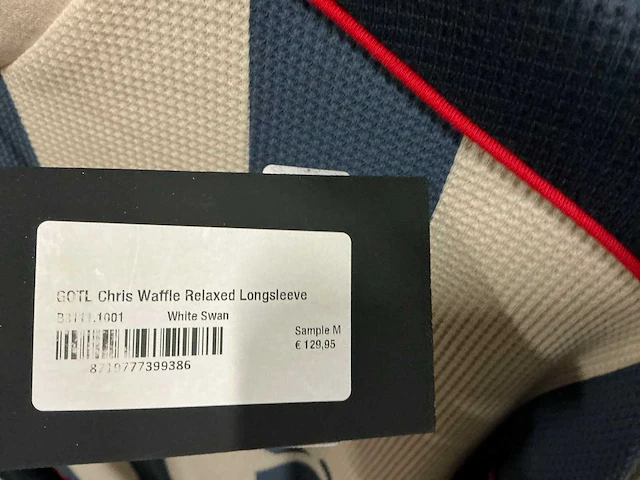 GOTL Chris Waffle Relaxed Longsleeve
White Swan
Sample M
€ 129,95
8719777399386